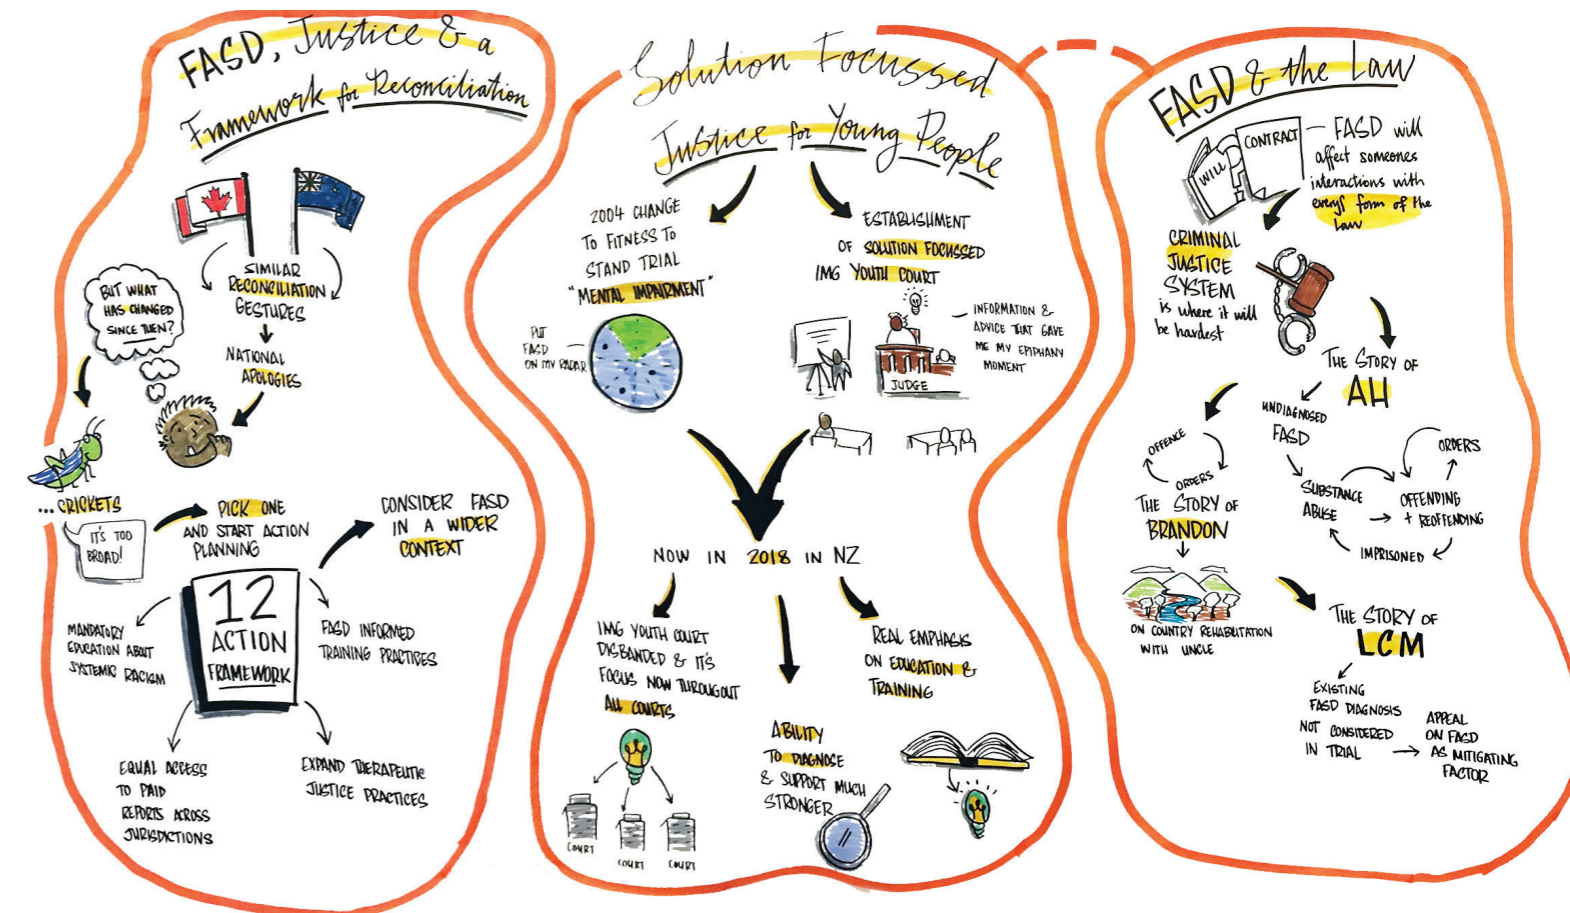 FASD, Justice & a
Framework for Reconciliation
SIMILAR
RECONCILIATION
GESTURES
NATIONAL
APOLOGIES
BUT WHAT
HAS CHANGED
SINCE THEN?
... CRICKETS
IT'S TOO
BROAD!
PICK ONE
AND START ACTION
PLANNING
CONSIDER FASD
IN A WIDER
CONTEXT
12
ACTION
FRAMEWORK
MANDATORY
EDUCATION ABOUT
SYSTEMIC RACISM
FASD INFORMED
TRAINING PRACTICES
EQUAL ACCESS
TO PAID
REPORTS ACROSS
JURISDICTIONS
EXPAND THERAPEUTIC
JUSTICE PRACTICES
Solution Focussed
Justice for Young People
2004 CHANGE
TO FITNESS TO
STAND TRIAL
"MENTAL IMPAIRMENT"
PUT
FASD
ON MY RADAR
ESTABLISHMENT
OF SOLUTION FOCUSSED
IMG YOUTH COURT
JUDGE
INFORMATION &
ADVICE THAT GAVE
ME MY EPIPHANY
MOMENT
NOW IN 2018 IN NZ
IMG YOUTH COURT
DISBANDED & IT'S
FOCUS NOW THROUGOUT
ALL COURTS
COURT
COURT
COURT
ABILITY
TO DIAGNOSE
& SUPPORT MUCH
STRONGER
REAL EMPHASIS
ON EDUCATION &
TRAINING
FASD & the Law
WILL
CONTRACT
- FASD will
affect someones
interactions with
every form of the
law
CRIMINAL
JUSTICE
SYSTEM
is where it will
be hardest
THE STORY OF
AH
UNDIAGNOSED
FASD
SUBSTANCE
ABUSE
OFFENDING
+ REOFFENDING
ORDERS
IMPRISONED
OFFENCE
ORDERS
THE STORY OF
BRANDON
ON COUNTRY REHABILITATION
WITH UNCLE
THE STORY OF
LCM
EXISTING
FASD DIAGNOSIS
NOT CONSIDERED
IN TRIAL
APPEAL
ON FASD
AS MITIGATING
FACTOR